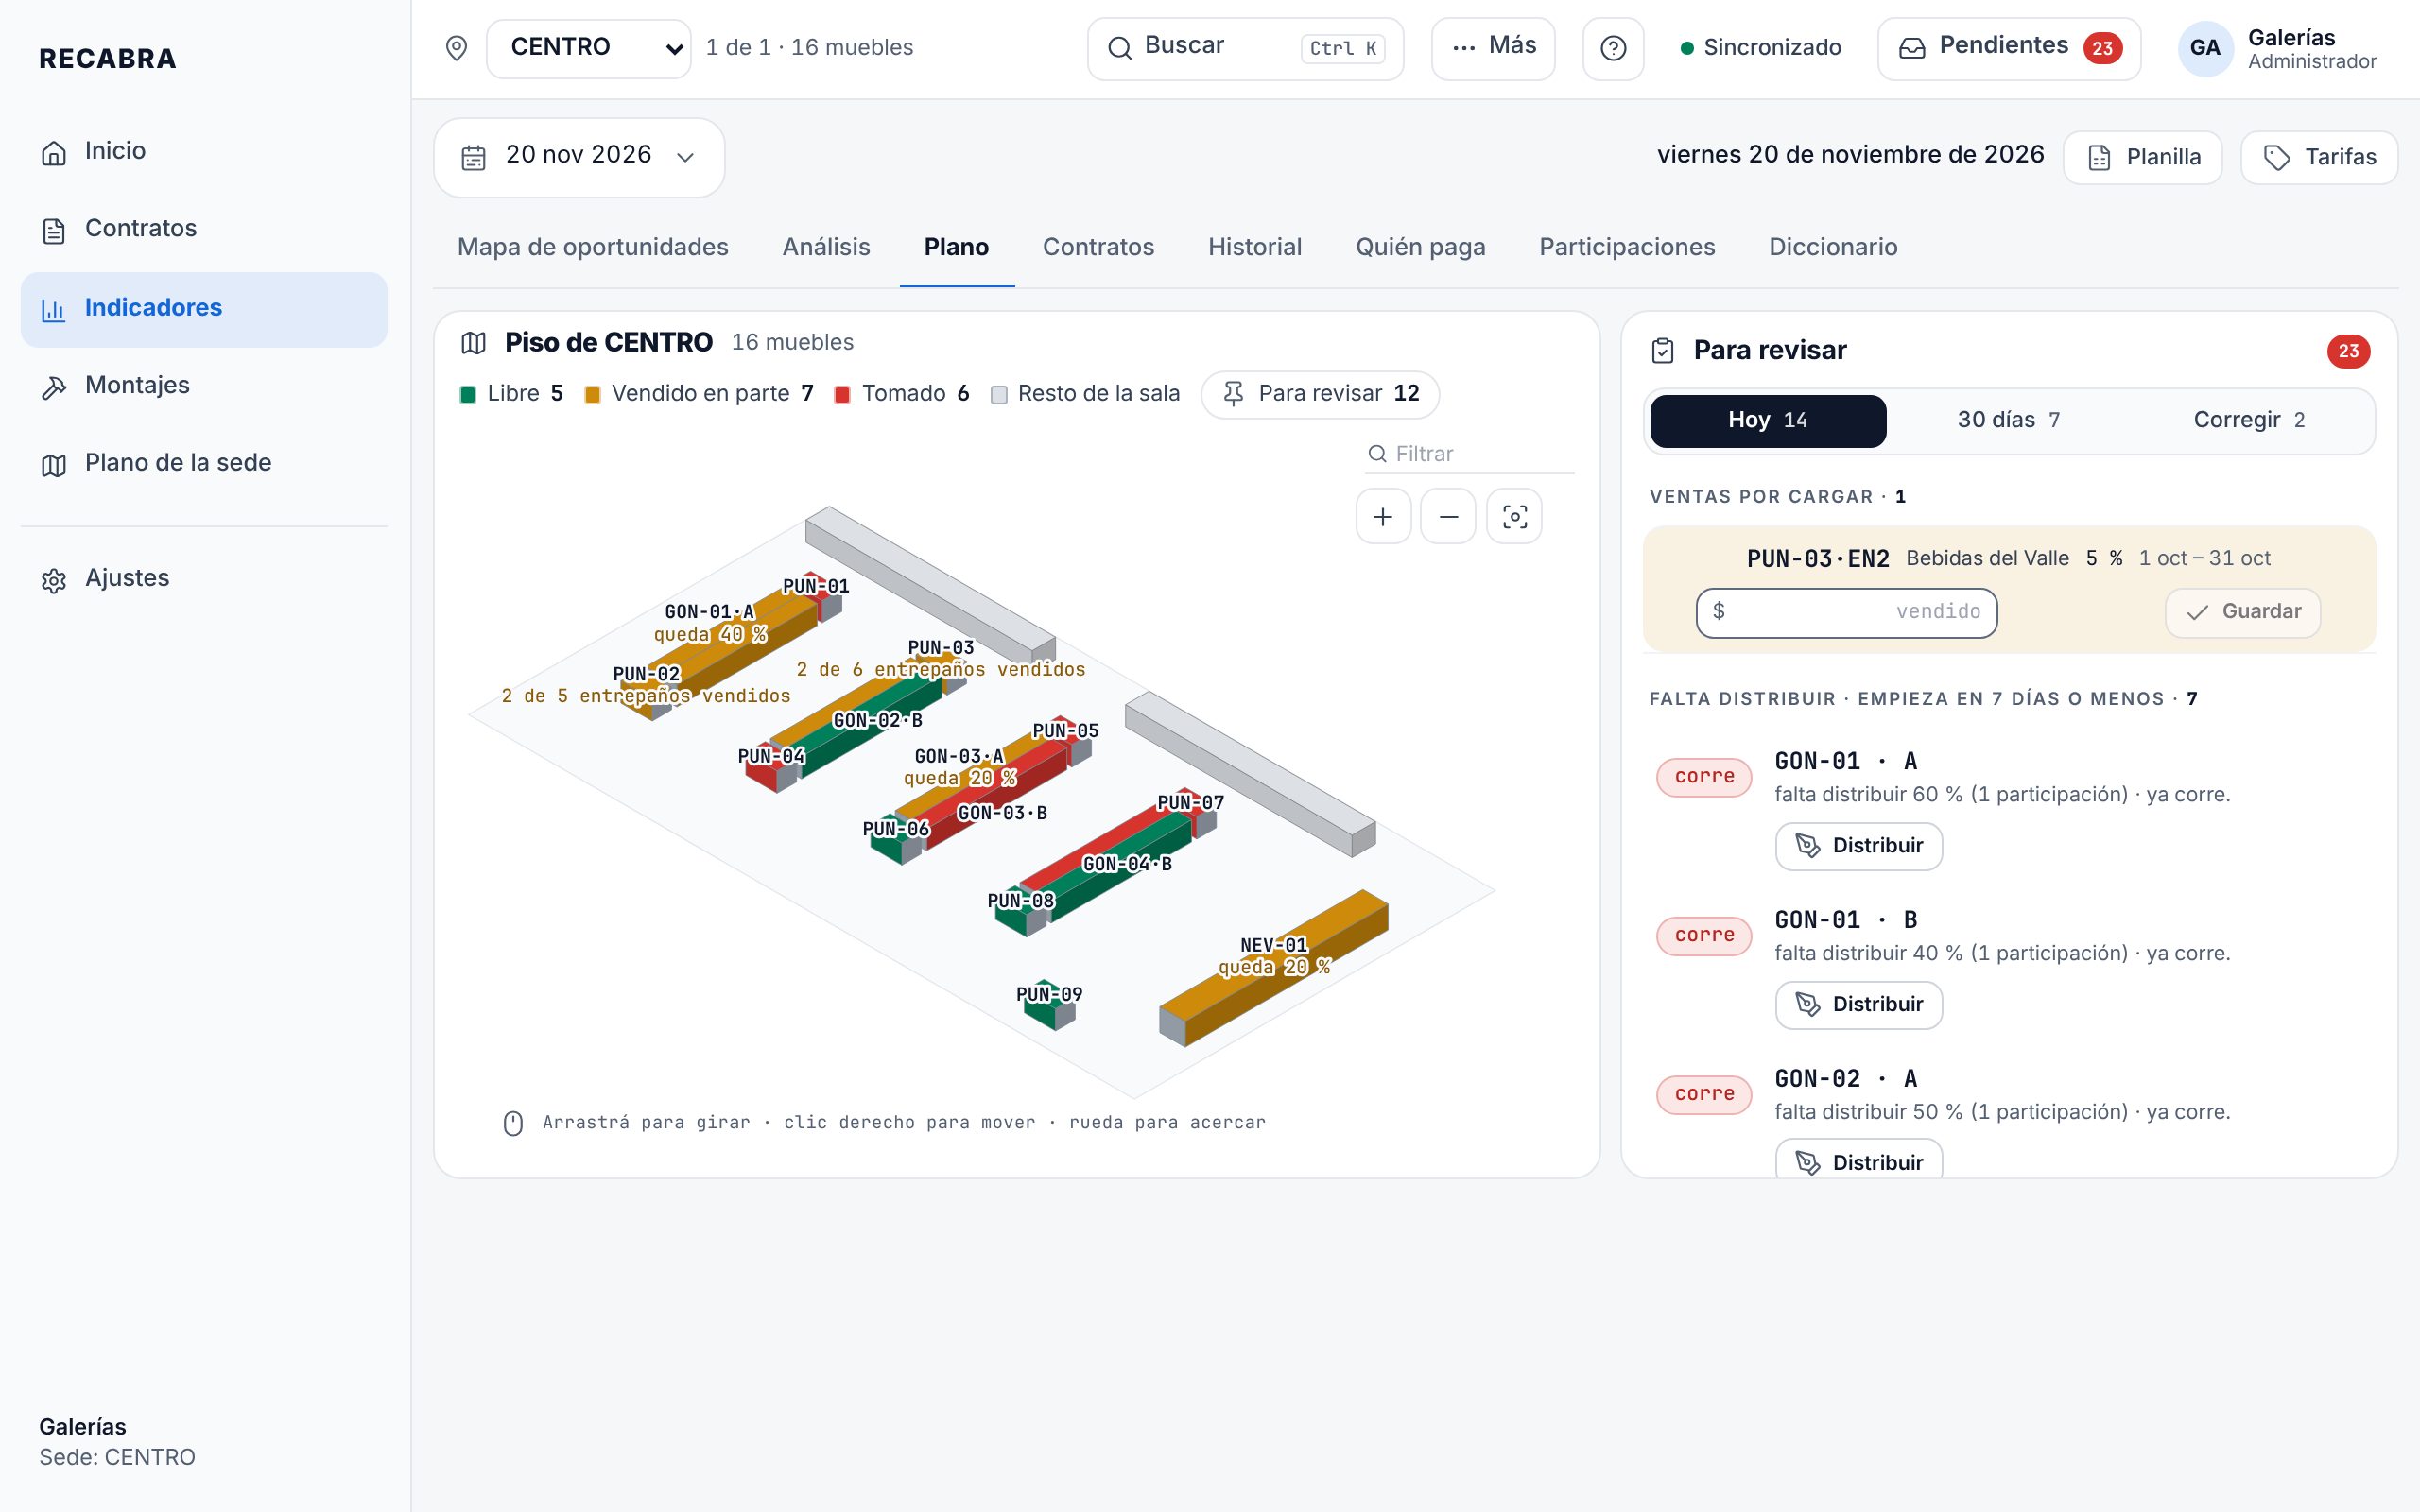 RECABRA
Inicio
Contratos
Indicadores
Montajes
Plano de la sede
Ajustes
Galerías
Sede: CENTRO
CENTRO
1 de 1 · 16 muebles
Buscar
Ctrl K
Más
Sincronizado
Pendientes 23
GA
Galerías
Administrador
20 nov 2026
viernes 20 de noviembre de 2026
Planilla
Tarifas
Mapa de oportunidades
Análisis
Plano
Contratos
Historial
Quién paga
Participaciones
Diccionario
Piso de CENTRO 16 muebles
Libre 5
Vendido en parte 7
Tomado 6
Resto de la sala
Para revisar 12
Filtrar
PUN-01
GON-01·A
queda 40 %
PUN-03
2 de 6 entrepaños vendidos
PUN-02
2 de 5 entrepaños vendidos
GON-02·B
PUN-05
PUN-04
GON-03·A
queda 20 %
PUN-07
GON-03·B
PUN-06
GON-04·B
PUN-08
NEV-01
queda 20 %
PUN-09
Arrastrá para girar · clic derecho para mover · rueda para acercar
Para revisar
23
Hoy 14
30 días 7
Corregir 2
VENTAS POR CARGAR · 1
PUN-03·EN2 Bebidas del Valle 5 % 1 oct – 31 oct
$ vendido
Guardar
FALTA DISTRIBUIR · EMPIEZA EN 7 DÍAS O MENOS · 7
corre
GON-01 · A
falta distribuir 60 % (1 participación) · ya corre.
Distribuir
corre
GON-01 · B
falta distribuir 40 % (1 participación) · ya corre.
Distribuir
corre
GON-02 · A
falta distribuir 50 % (1 participación) · ya corre.
Distribuir